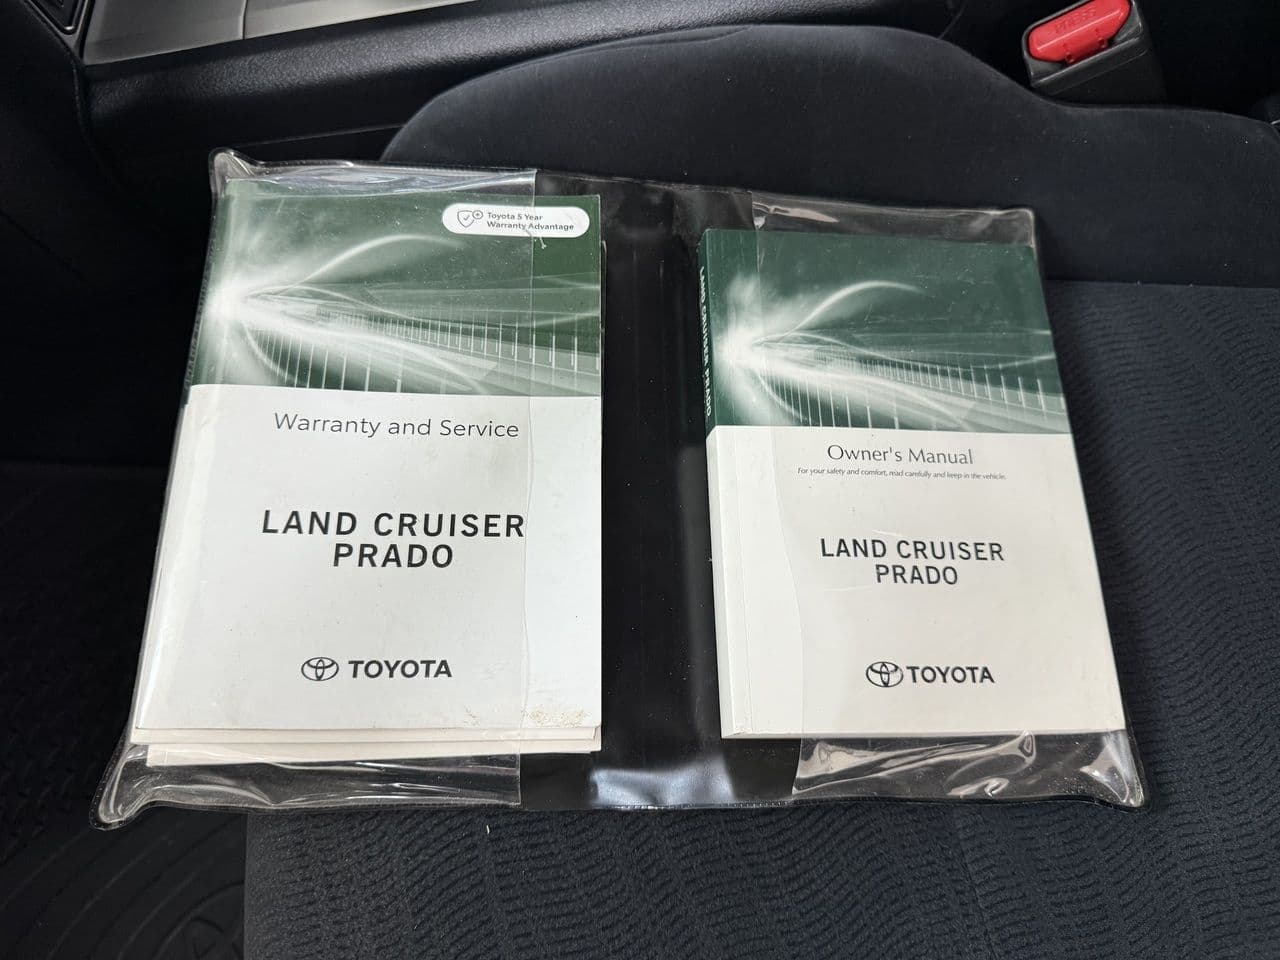 Toyota 5 Year
Warranty Advantage
Warranty and Service
LAND CRUISER
PRADO
TOYOTA
LAND CRUISER PRADO
Owner's Manual
For your safety and comfort, read carefully and keep in the vehicle.
LAND CRUISER
PRADO
TOYOTA
PRESS